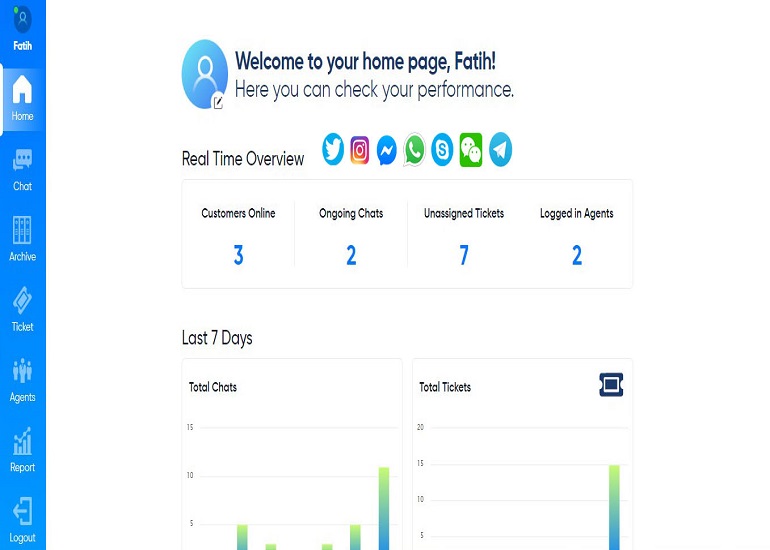 Fatih
Home
Chat
Archive
Ticket
Agents
Report
Logout
Welcome to your home page, Fatih!
Here you can check your performance.
Real Time Overview
Customers Online
3
Ongoing Chats
2
Unassigned Tickets
7
Logged in Agents
2
Last 7 Days
Total Chats
15
10
5
Total Tickets
20
15
10
5